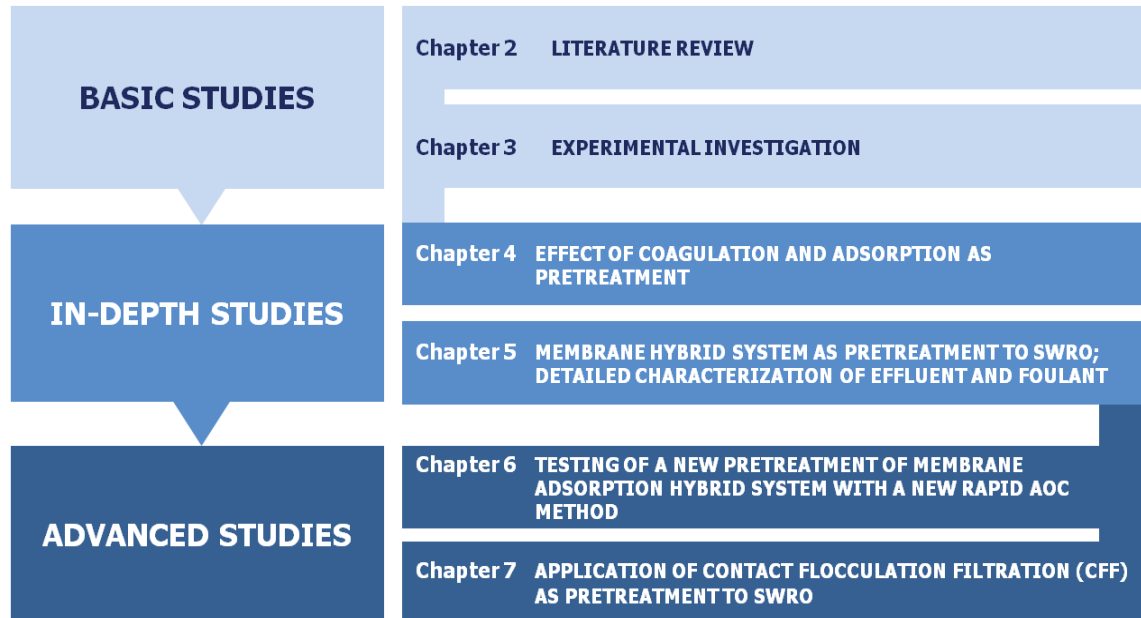 BASIC STUDIES
Chapter 2 LITERATURE REVIEW
Chapter 3 EXPERIMENTAL INVESTIGATION
IN-DEPTH STUDIES
Chapter 4 EFFECT OF COAGULATION AND ADSORPTION AS
PRETREATMENT
Chapter 5 MEMBRANE HYBRID SYSTEM AS PRETREATMENT TO SWRO;
DETAILED CHARACTERIZATION OF EFFLUENT AND FOULANT
ADVANCED STUDIES
Chapter 6 TESTING OF A NEW PRETREATMENT OF MEMBRANE
ADSORPTION HYBRID SYSTEM WITH A NEW RAPID AOC
METHOD
Chapter 7 APPLICATION OF CONTACT FLOCCULATION FILTRATION (CFF)
AS PRETREATMENT TO SWRO